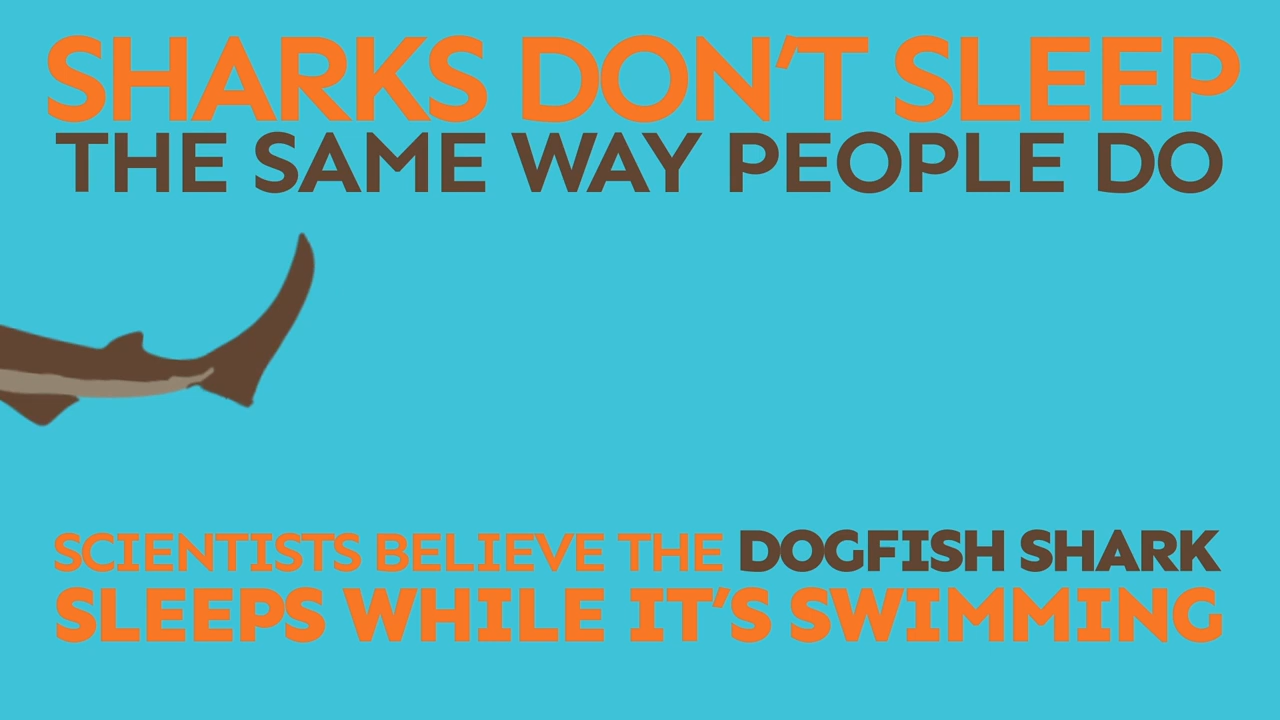 SHARKS DON'T SLEEP
THE SAME WAY PEOPLE DO
SCIENTISTS BELIEVE THE DOGFISH SHARK
SLEEPS WHILE IT'S SWIMMING